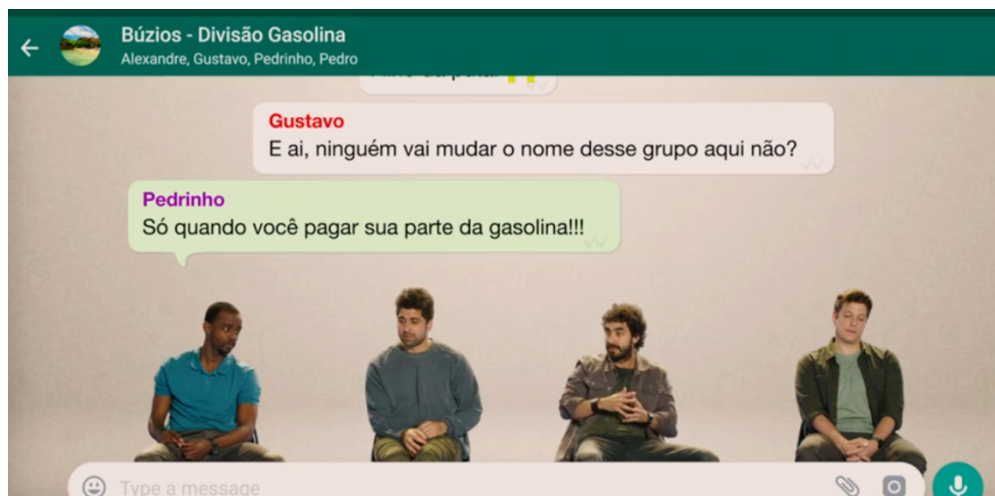 Búzios - Divisão Gasolina
Alexandre, Gustavo, Pedrinho, Pedro
Gustavo
E ai, ninguém vai mudar o nome desse grupo aqui não?
Pedrinho
Só quando você pagar sua parte da gasolina!!!
Type a message